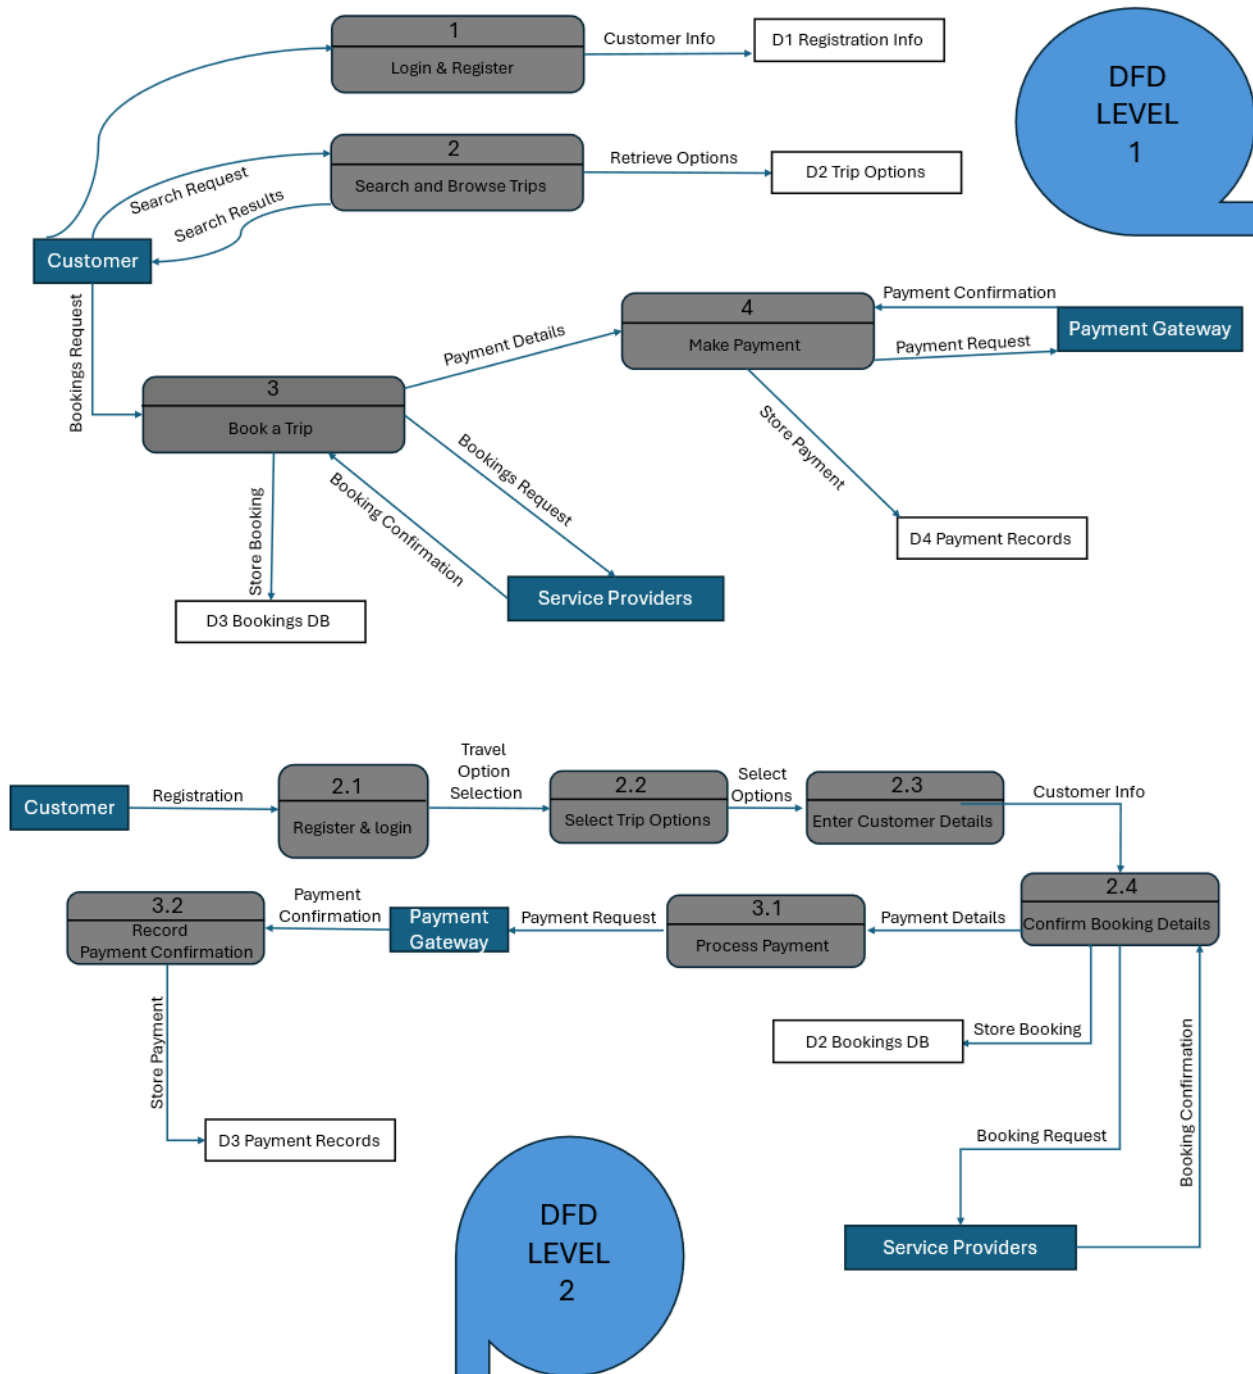 1
Login & Register
Customer Info
D1 Registration Info
DFD
LEVEL
1
2
Search and Browse Trips
Retrieve Options
D2 Trip Options
Search Request
Search Results
Customer
Bookings Request
4
Make Payment
Payment Confirmation
Payment Gateway
Payment Request
Payment Details
3
Book a Trip
Store Payment
Bookings Request
Booking Confirmation
Store Booking
D4 Payment Records
Service Providers
D3 Bookings DB
Customer
Registration
2.1
Register & login
Travel
Option
Selection
2.2
Select Trip Options
Select
Options
2.3
Enter Customer Details
Customer Info
3.2
Record
Payment Confirmation
Payment
Confirmation
Payment
Gateway
Payment Request
3.1
Process Payment
Payment Details
2.4
Confirm Booking Details
Store Payment
D2 Bookings DB
Store Booking
Booking Confirmation
D3 Payment Records
Booking Request
DFD
LEVEL
2
Service Providers